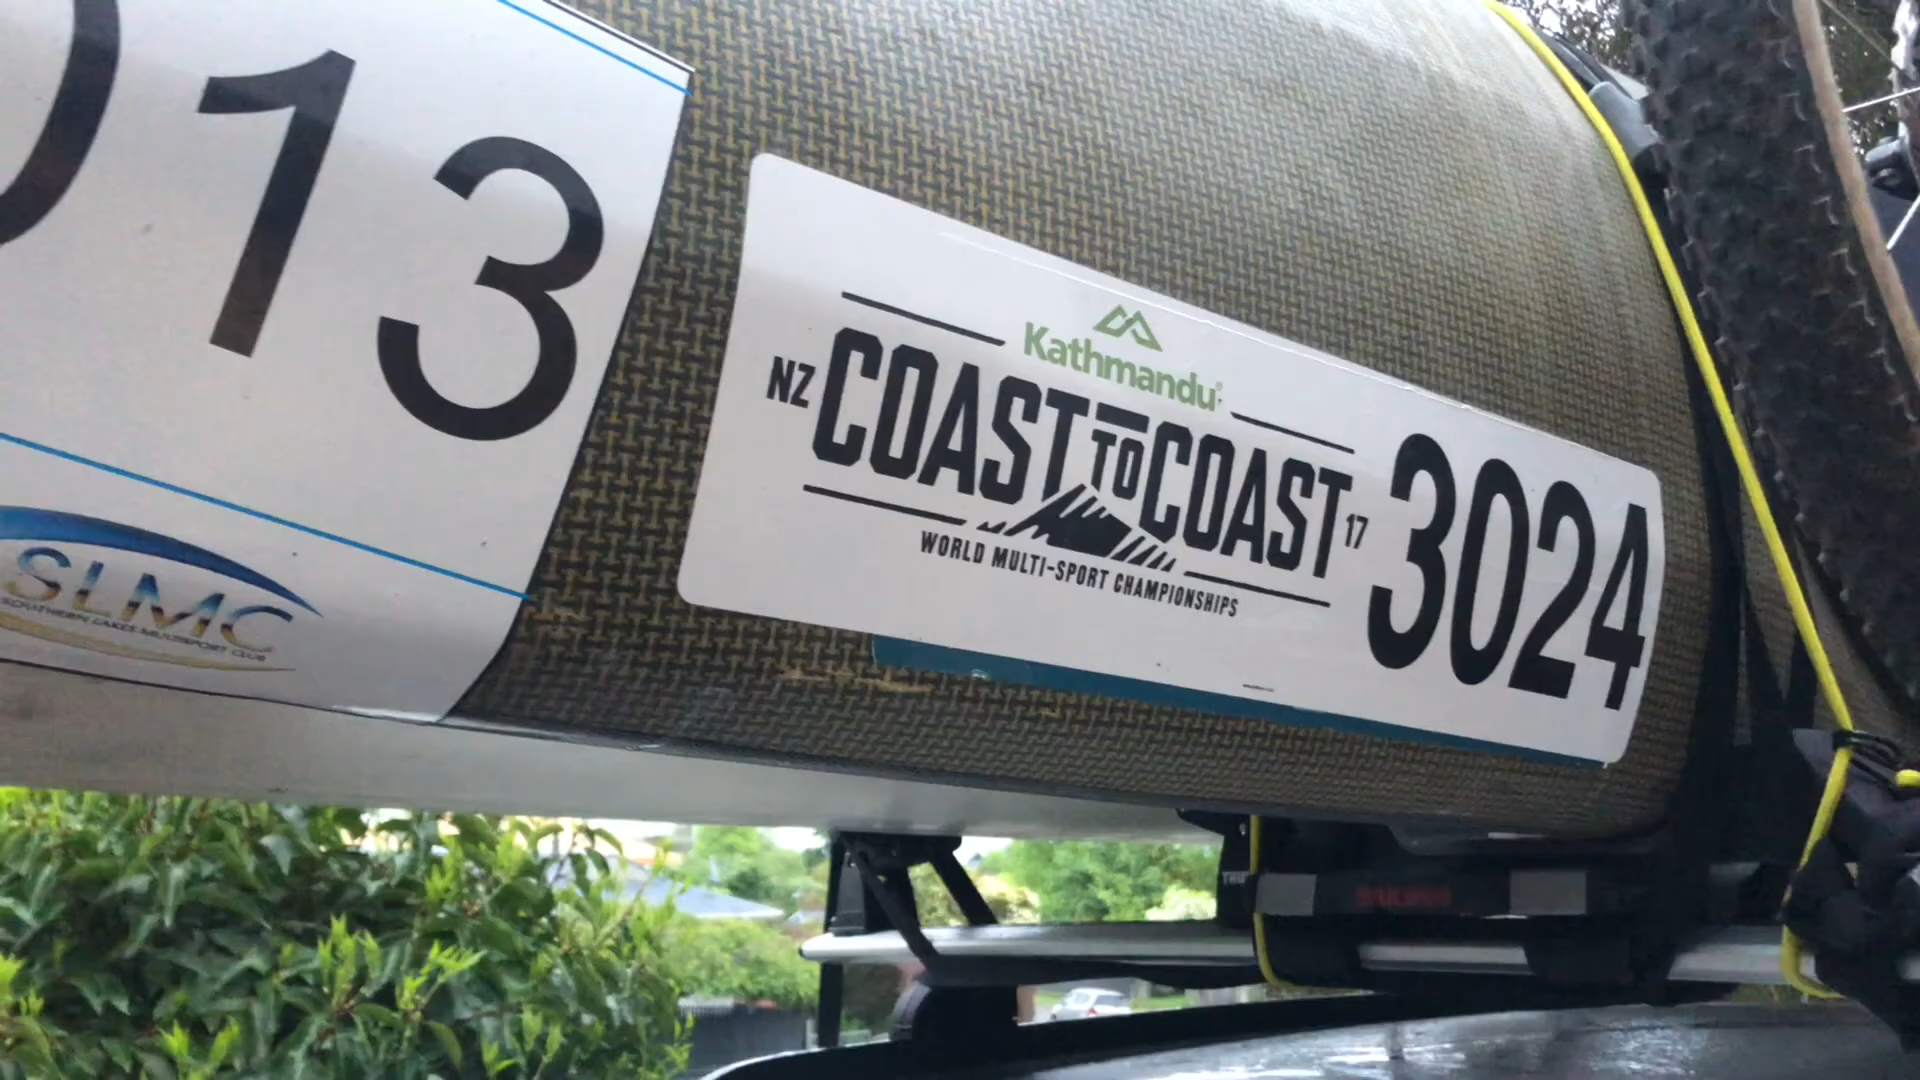 13
SLMC
SOUTHERN LAKES MULTISPORT CLUB
Kathmandu®
NZ COAST TO COAST 17
WORLD MULTI-SPORT CHAMPIONSHIPS
3024